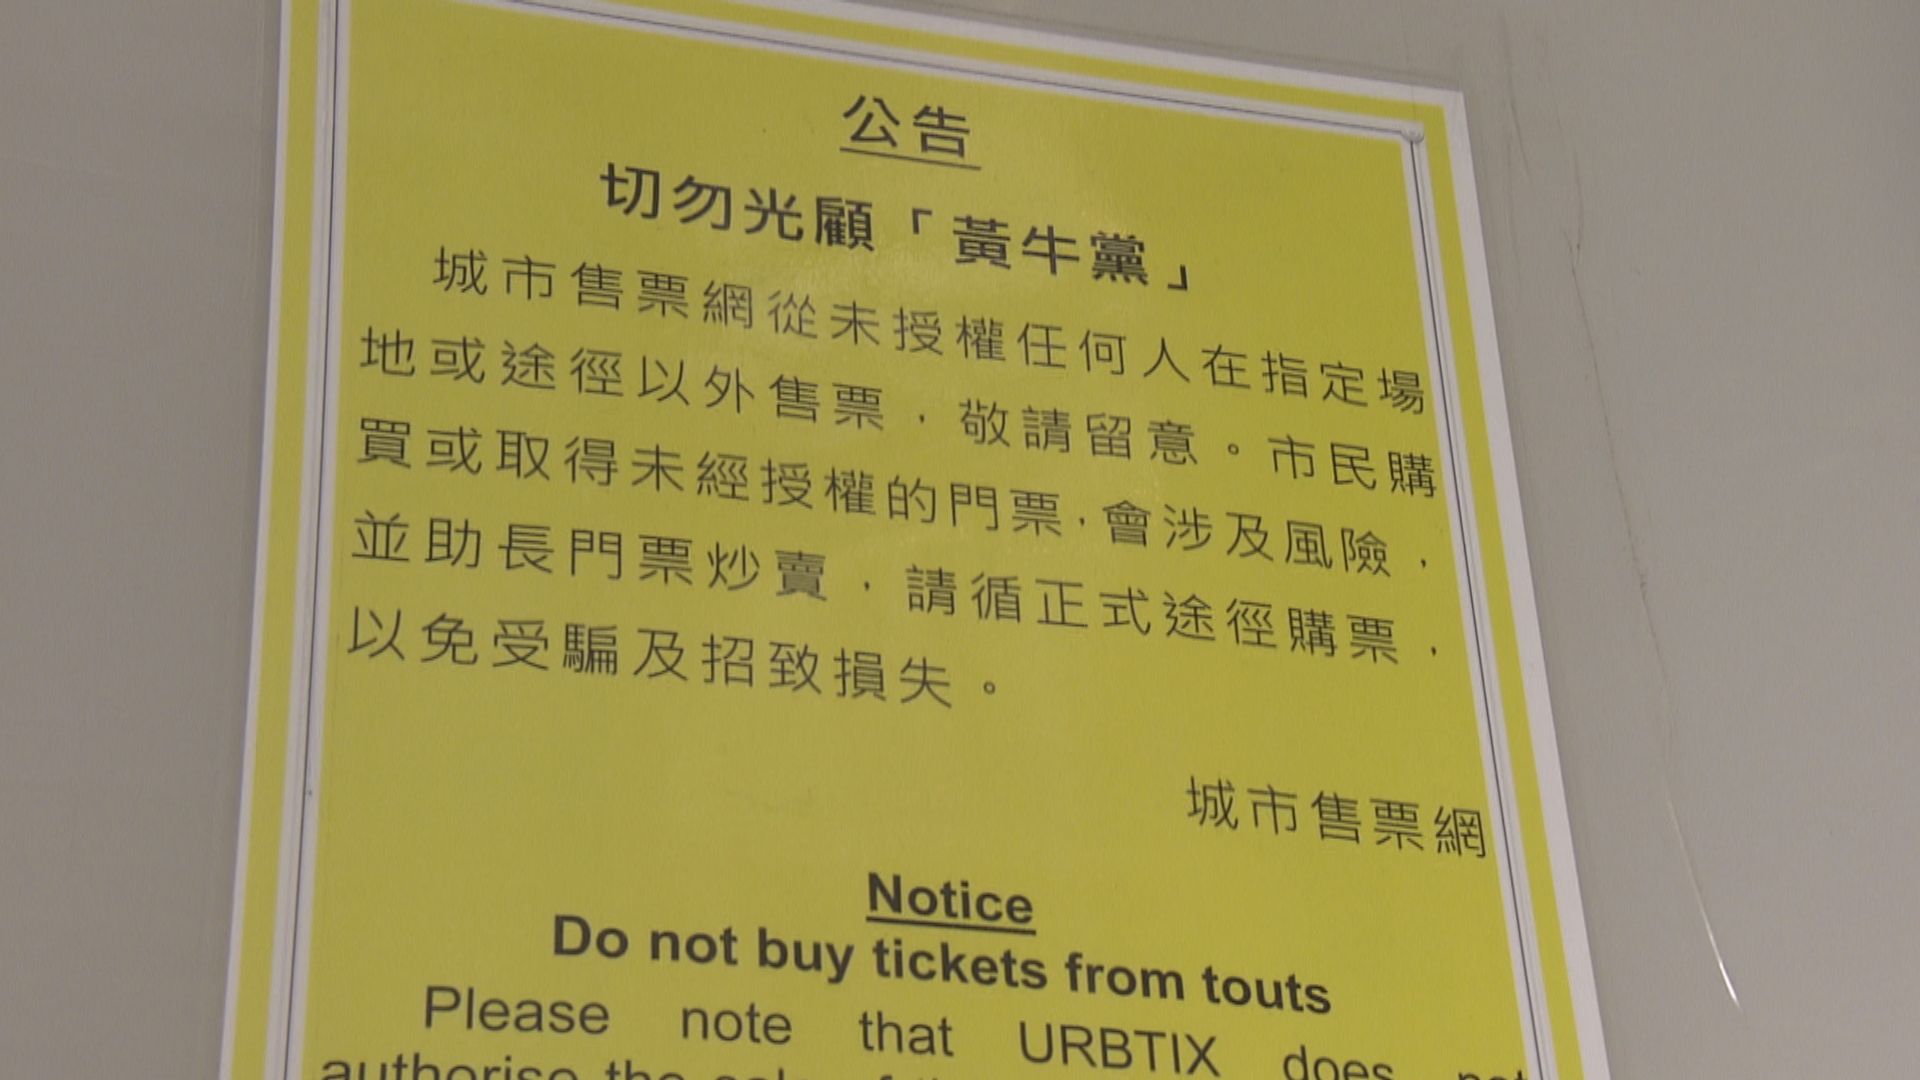 公告
切勿光顧「黃牛黨」
城市售票網從未授權任何人在指定場
地或途徑以外售票，敬請留意。市民購
買或取得未經授權的門票，會涉及風險，
並助長門票炒賣，請循正式途徑購票，
以免受騙及招致損失。
城市售票網
Notice
Do not buy tickets from touts
Please note that URBTIX does not
authorise the sale of